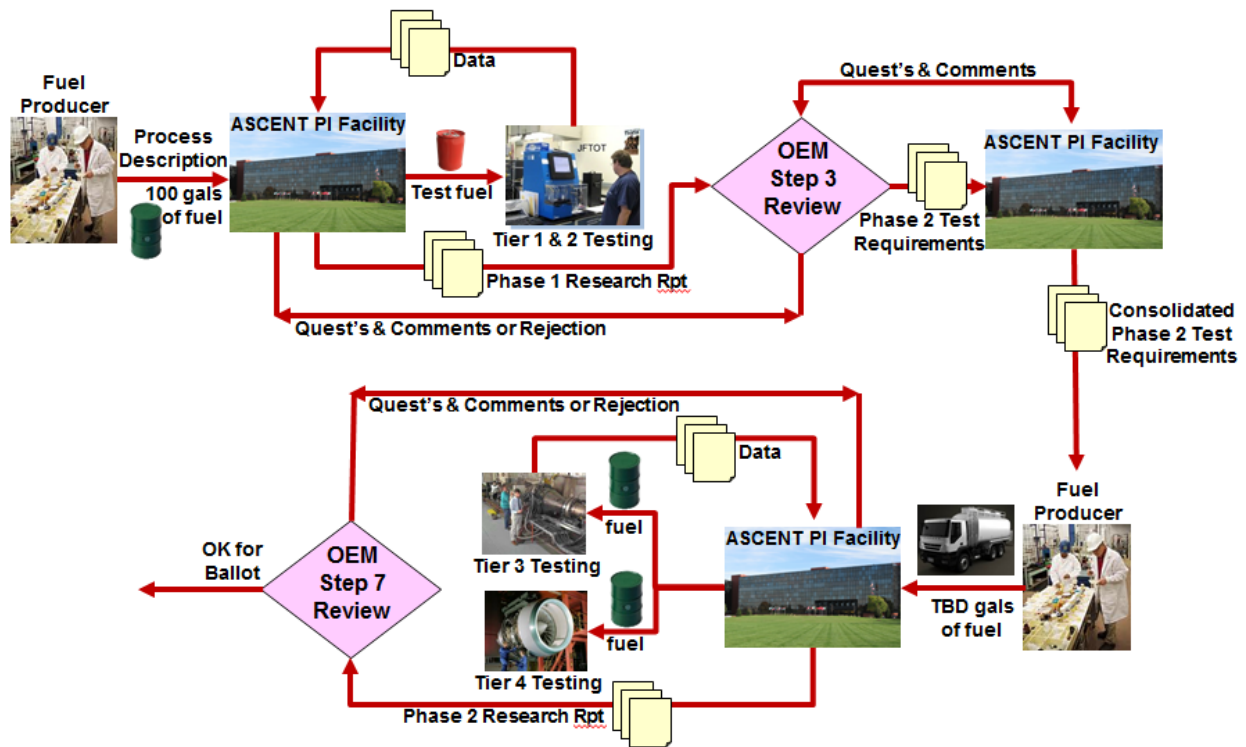 Data
Fuel
Producer
ASCENT PI Facility
Process
Description
100 gals
of fuel
Test fuel
JFTOT
Tier 1 & 2 Testing
Phase 1 Research Rpt
Quest's & Comments or Rejection
Quest's & Comments
OEM
Step 3
Review
Phase 2 Test
Requirements
ASCENT PI Facility
Consolidated
Phase 2 Test
Requirements
Fuel
Producer
TBD gals
of fuel
ASCENT PI Facility
Quest's & Comments or Rejection
Data
fuel
Tier 3 Testing
fuel
Tier 4 Testing
Phase 2 Research Rpt
OEM
Step 7
Review
OK for
Ballot